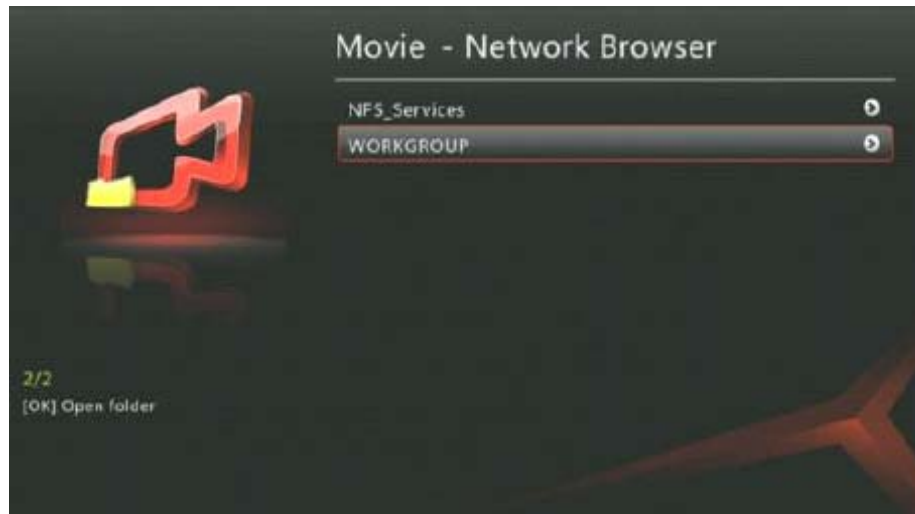 Movie - Network Browser
NFS_Services
WORKGROUP
2/2
[OK] Open folder